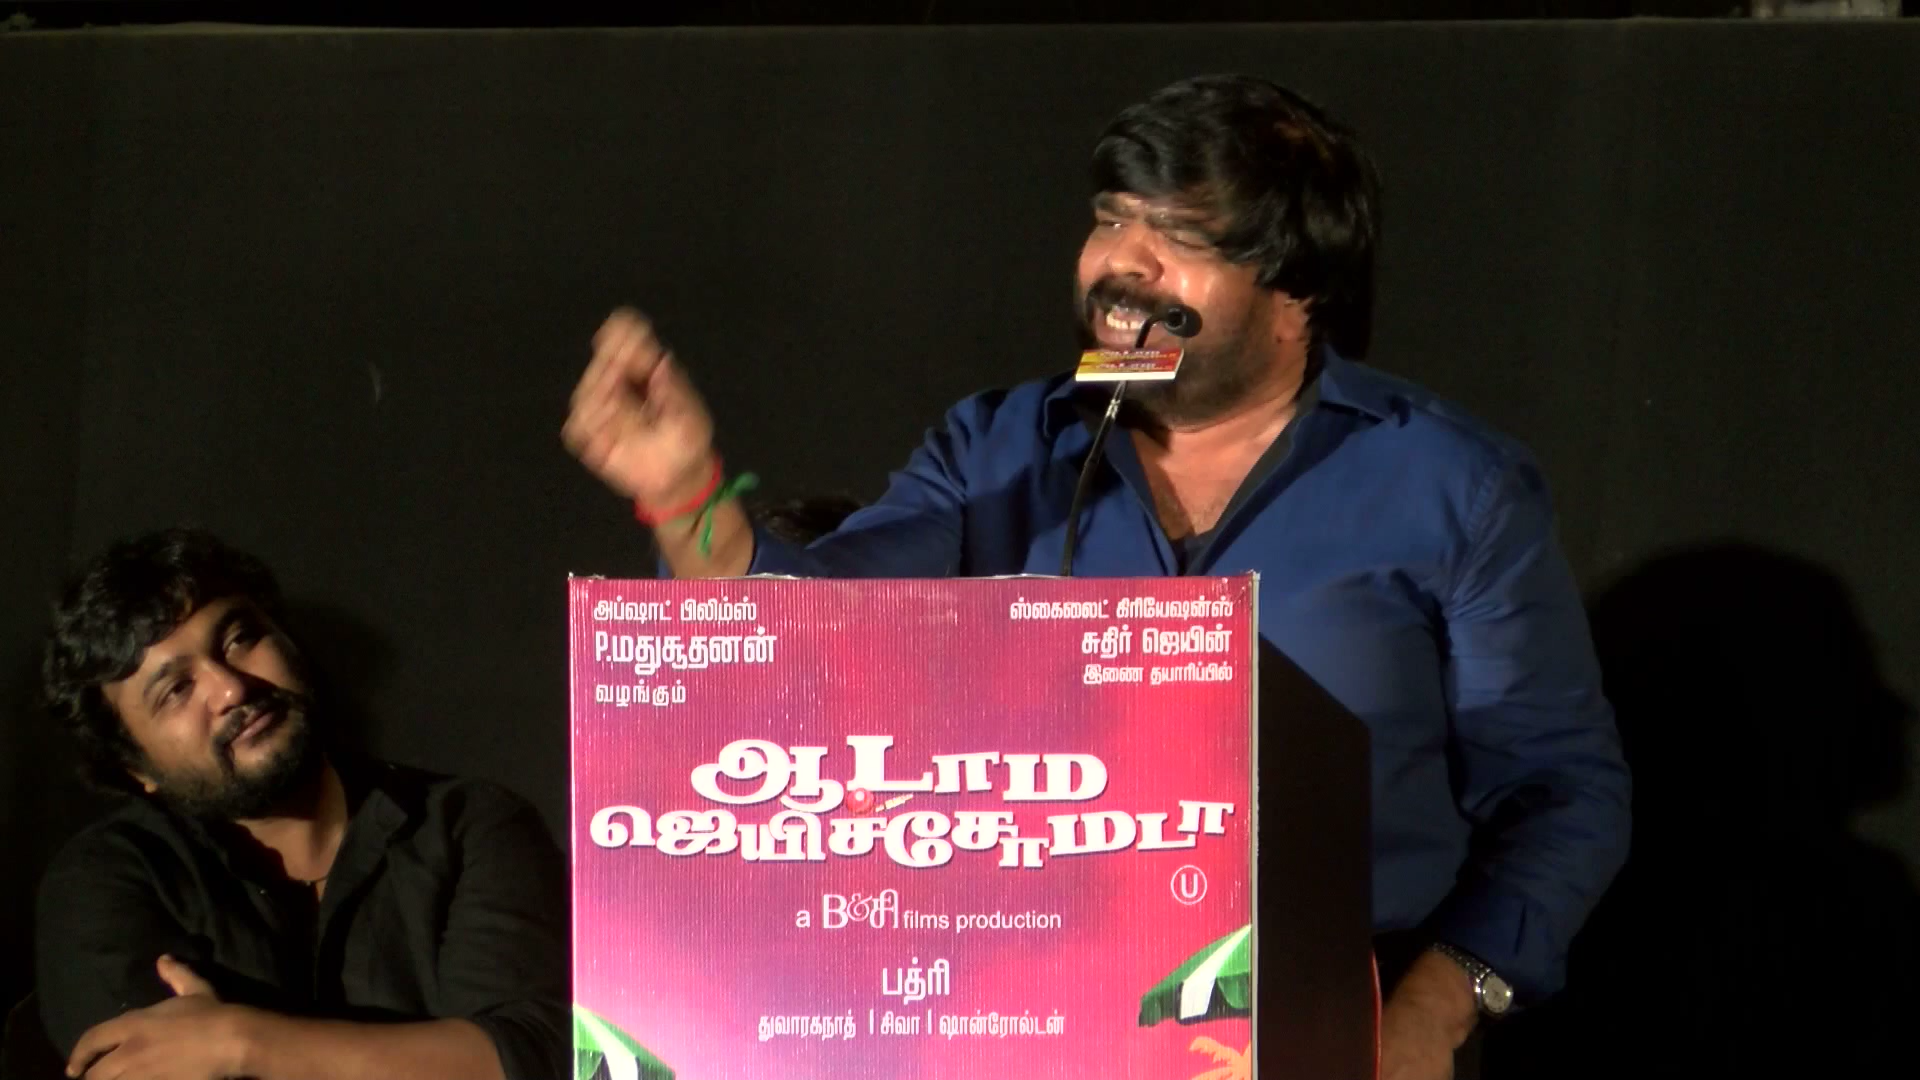 அப்ஷாட் பிலிம்ஸ்
P.மதுசூதனன்
வழங்கும்
ஸ்கைலைட் கிரியேஷன்ஸ்
சுதிர் ஜெயின்
இணை தயாரிப்பில்
ஆடாம
ஜெயிச்சோமடா
U
a B&C films production
பத்ரி
துவாரகநாத் | சிவா | ஷான்ரோல்டன்